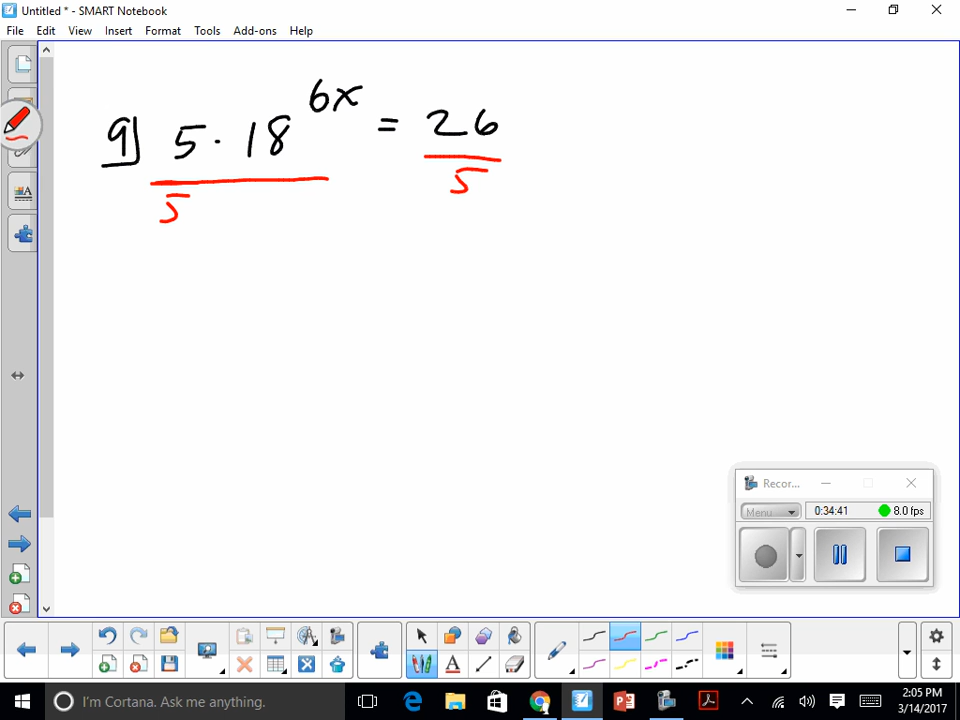 Untitled * - SMART Notebook
File Edit View Insert Format Tools Add-ons Help
9] 5 · 18^{6x} = 26
5 5
Recor...
Menu 0:34:41 8.0 fps
I'm Cortana. Ask me anything.
2:05 PM
3/14/2017